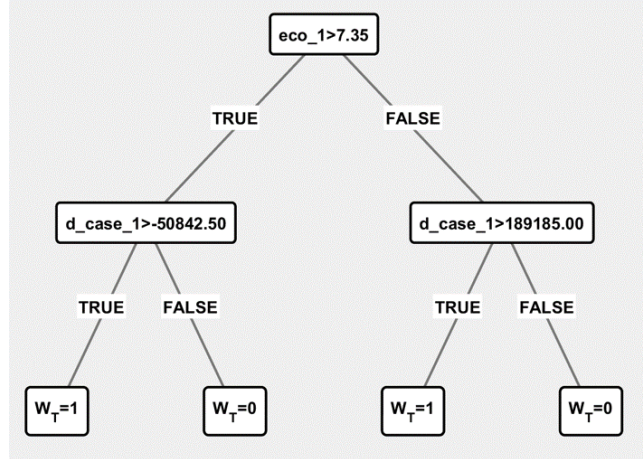 eco_1>7.35
TRUE FALSE
d_case_1>-50842.50 d_case_1>189185.00
TRUE FALSE TRUE FALSE
W_T=1 W_T=0 W_T=1 W_T=0